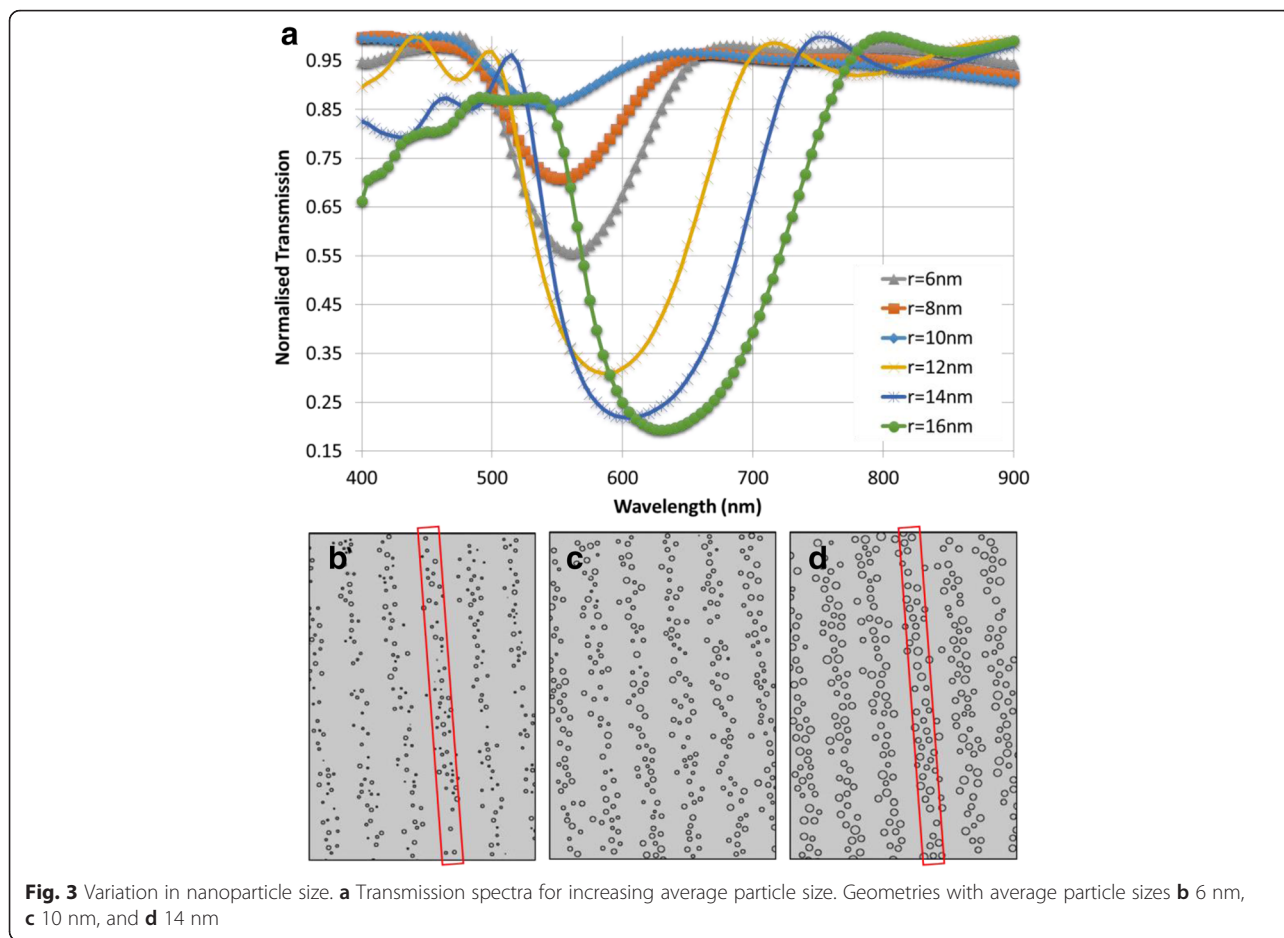 a
0.95
0.85
0.75
0.65
0.55
0.45
0.35
0.25
0.15
Normalised Transmission
400 500 600 700 800 900
Wavelength (nm)
r=6nm
r=8nm
r=10nm
r=12nm
r=14nm
r=16nm
b c d
Fig. 3 Variation in nanoparticle size. a Transmission spectra for increasing average particle size. Geometries with average particle sizes b 6 nm,
c 10 nm, and d 14 nm